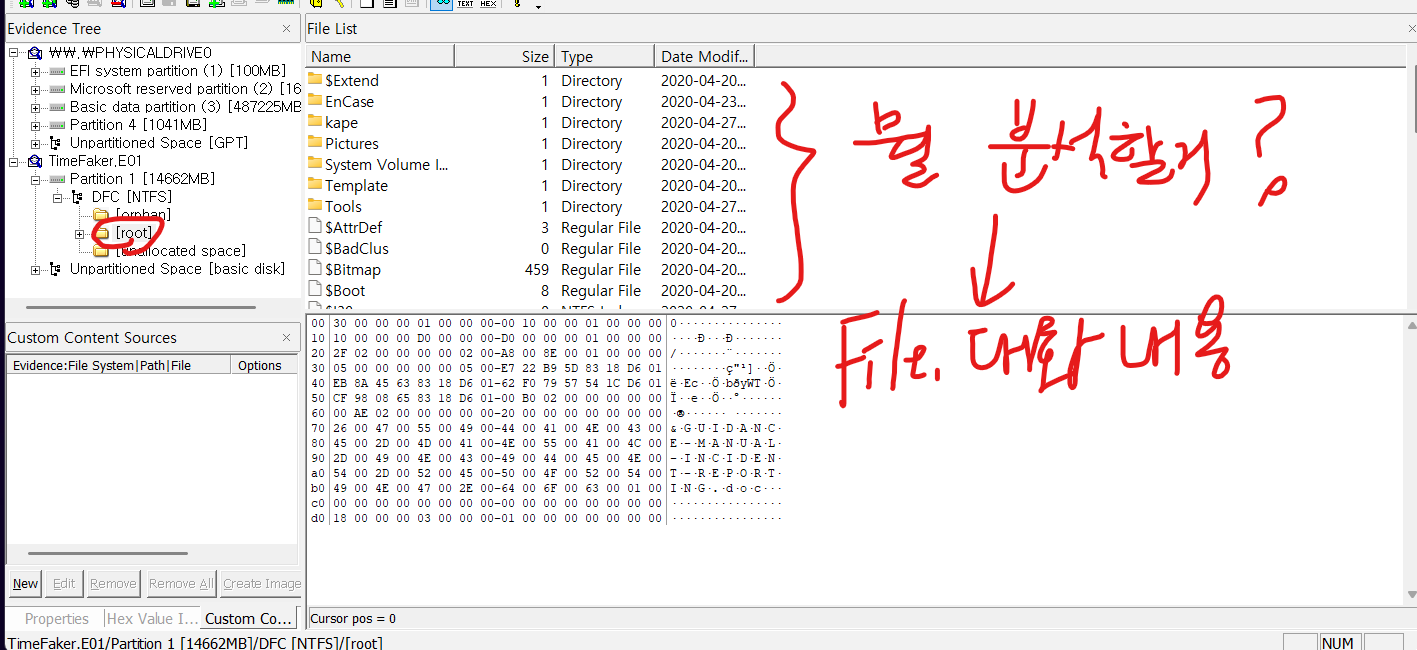 TEXT HEX
Evidence Tree
₩₩.₩PHYSICALDRIVE0
EFI system partition (1) [100MB]
Microsoft reserved partition (2) [16
Basic data partition (3) [487225MB
Partition 4 [1041MB]
Unpartitioned Space [GPT]
TimeFaker.E01
Partition 1 [14662MB]
DFC [NTFS]
[orphan]
[root]
[unallocated space]
Unpartitioned Space [basic disk]
File List
Name Size Type Date Modif...
$Extend 1 Directory 2020-04-20...
EnCase 1 Directory 2020-04-23...
kape 1 Directory 2020-04-27...
Pictures 1 Directory 2020-04-20...
System Volume I... 1 Directory 2020-04-20...
Template 1 Directory 2020-04-20...
Tools 1 Directory 2020-04-27...
$AttrDef 3 Regular File 2020-04-20...
$BadClus 0 Regular File 2020-04-20...
$Bitmap 459 Regular File 2020-04-20...
$Boot 8 Regular File 2020-04-20...
뭘 분석할거?
File. 대한 내용
Custom Content Sources
Evidence:File System|Path|File Options
New Edit Remove Remove All Create Image
Properties Hex Value I... Custom Co...
00 30 00 00 00 01 00 00 00-00 10 00 00 01 00 00 00 0···············
10 10 00 00 00 D0 00 00 00-D0 00 00 00 01 00 00 00 ····Ð···Ð·······
20 2F 02 00 00 00 00 02 00-A8 00 8E 00 01 00 00 00 /·······¨·······
30 05 00 00 00 00 00 05 00-E7 22 B9 5D 83 18 D6 01 ········ç"¹]··Ö·
40 EB 8A 45 63 83 18 D6 01-62 F0 79 57 54 1C D6 01 ë·Ec··Ö·bðyWT·Ö·
50 CF 98 08 65 83 18 D6 01-00 B0 02 00 00 00 00 00 Ï··e··Ö··°······
60 00 AE 02 00 00 00 00 00-20 00 00 00 00 00 00 00 ·®······ ·······
70 26 00 47 00 55 00 49 00-44 00 41 00 4E 00 43 00 &·G·U·I·D·A·N·C·
80 45 00 2D 00 4D 00 41 00-4E 00 55 00 41 00 4C 00 E·-·M·A·N·U·A·L·
90 2D 00 49 00 4E 00 43 00-49 00 44 00 45 00 4E 00 -·I·N·C·I·D·E·N·
a0 54 00 2D 00 52 00 45 00-50 00 4F 00 52 00 54 00 T·-·R·E·P·O·R·T·
b0 49 00 4E 00 47 00 2E 00-64 00 6F 00 63 00 01 00 I·N·G·.·d·o·c···
c0 00 00 00 00 00 00 00 00-00 00 00 00 00 00 00 00 ················
d0 18 00 00 00 03 00 00 00-01 00 00 00 00 00 00 00 ················
Cursor pos = 0
TimeFaker.E01/Partition 1 [14662MB]/DFC [NTFS]/[root] NUM